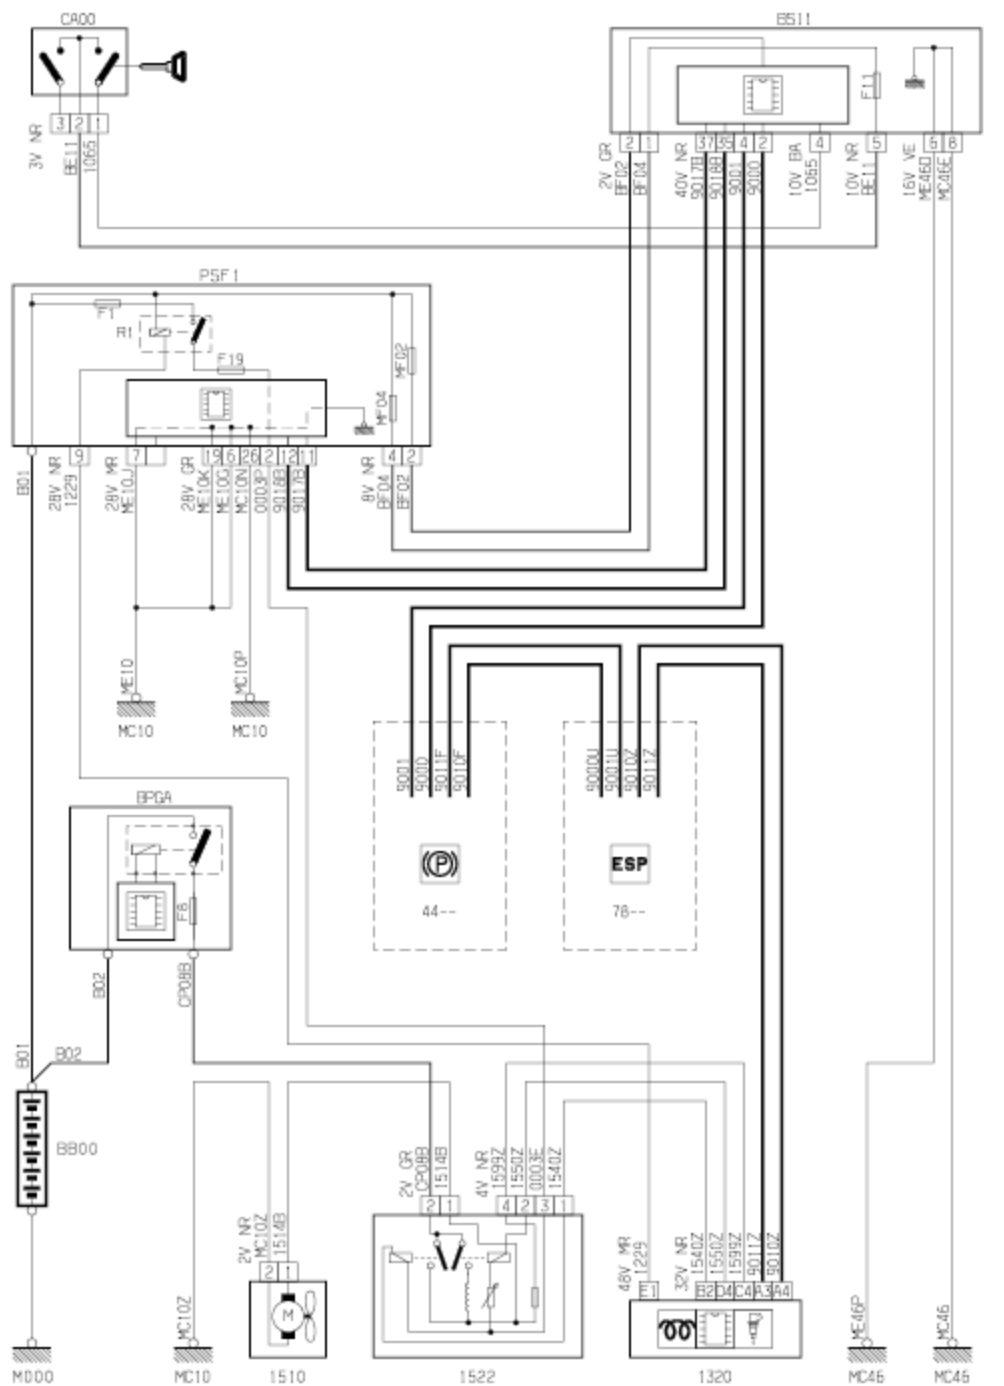 CA00
BSI1
F11
3 2 1
2 1 37 35 4 2 4 5 6 8
3V NR
BE11
1065
2V GR
BF02
BF04
40V NR
9017B
9018B
9001
9000
10V BA
1065
10V NR
BE11
16V VE
ME46D
MC46E
PSF1
F1
R1
F19
MF02
MF04
9 7 19 6 26 2 12 11 4 2
B01
28V NR
1229
28V MR
ME10J
28V GR
ME10K
ME10G
MC10N
0003P
9018B
9017B
8V NR
BF04
BF02
ME10
MC10P
MC10
MC10
9001
9000
9011F
9010F
9000U
9001U
9010Z
9011Z
BPGA
F8
(P)
ESP
44--
78--
B02
CP08B
B01
B02
BB00
2V GR
CP08B
1514B
4V NR
1599Z
1550Z
0003E
1540Z
2 1 4 2 3 1
2V NR
MC10Z
1514B
2 1
48V MR
1229
32V NR
1540Z
1550Z
1599Z
9011Z
9010Z
E1 B2 D4 C4 A3 A4
M
MC10Z
ME46P
MC46
M000
MC10
1510
1522
1320
MC46
MC46